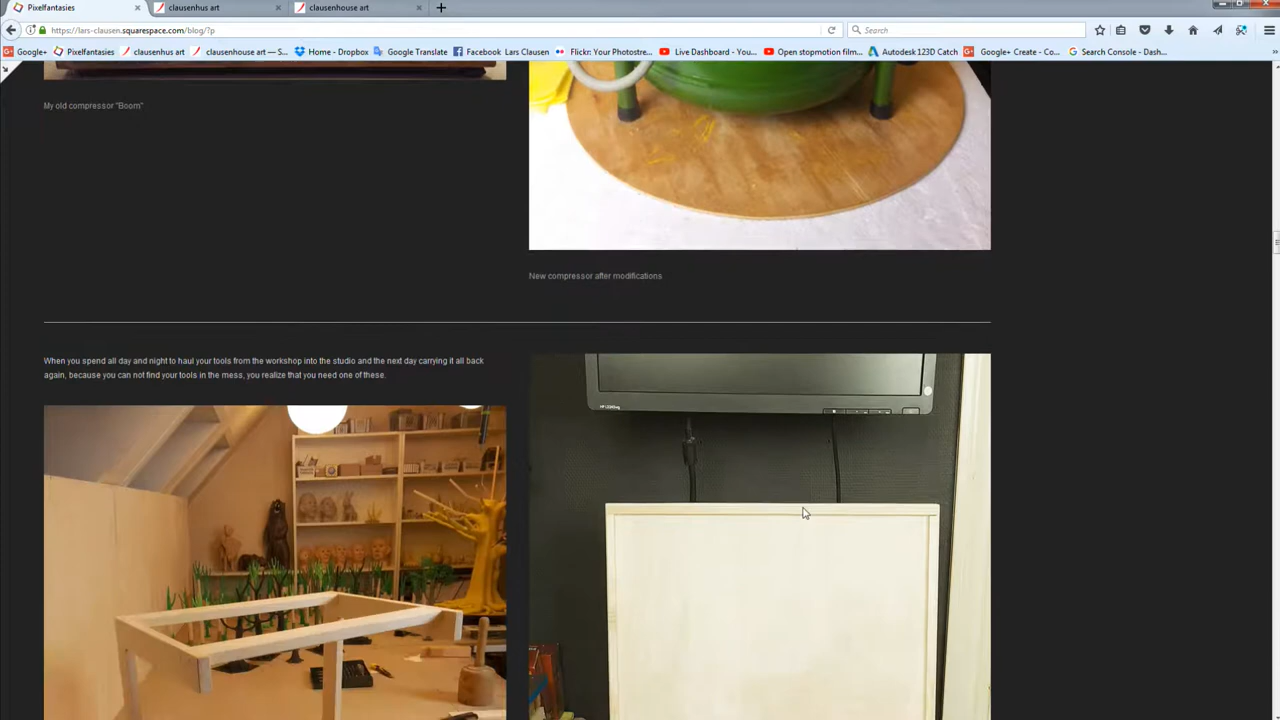 Pixelfantasies
clausenhus art
clausenhouse art
https://lars-clausen.squarespace.com/blog/?p
Search
Google+
Pixelfantasies
clausenhus art
clausenhouse art — S...
Home - Dropbox
Google Translate
Facebook Lars Clausen
Flickr: Your Photostre...
Live Dashboard - You...
Open stopmotion film...
Autodesk 123D Catch
Google+ Create - Co...
Search Console - Dash...
My old compressor "Boom"
New compressor after modifications
When you spend all day and night to haul your tools from the workshop into the studio and the next day carrying it all back
again, because you can not find your tools in the mess, you realize that you need one of these.